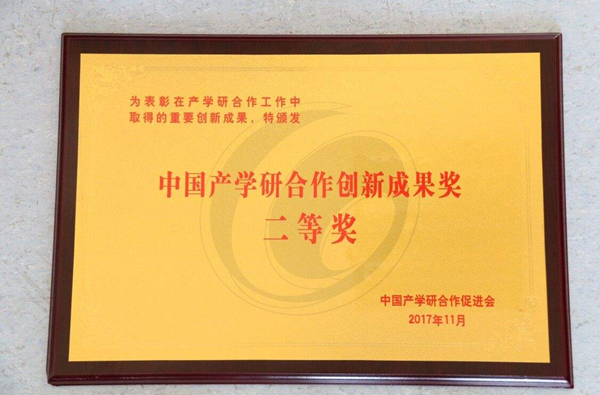 为表彰在产学研合作工作中
取得的重要创新成果，特颁发
中国产学研合作创新成果奖
二等奖
中国产学研合作促进会
2017年11月